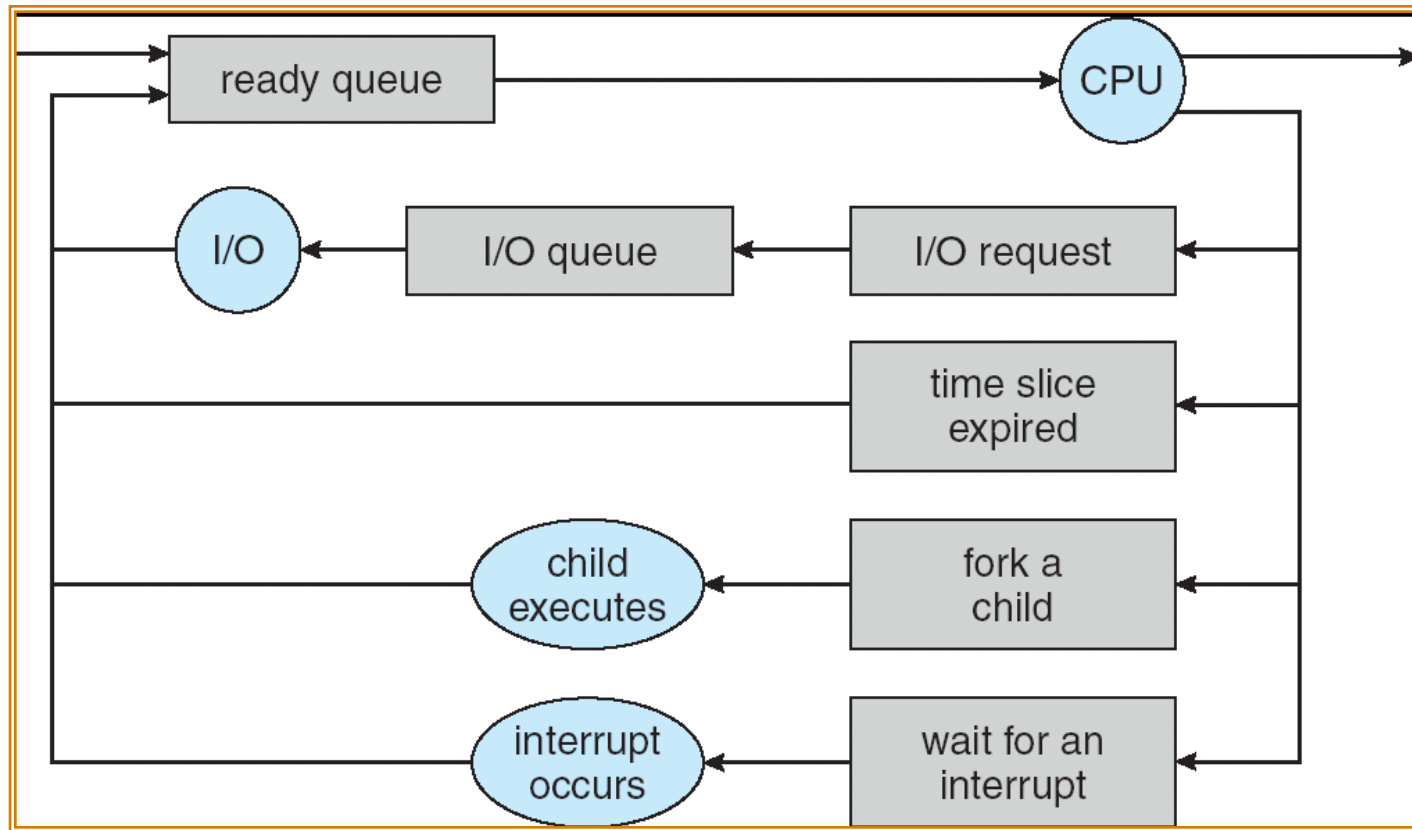 ready queue
CPU
I/O
I/O queue
I/O request
time slice
expired
child
executes
fork a
child
interrupt
occurs
wait for an
interrupt